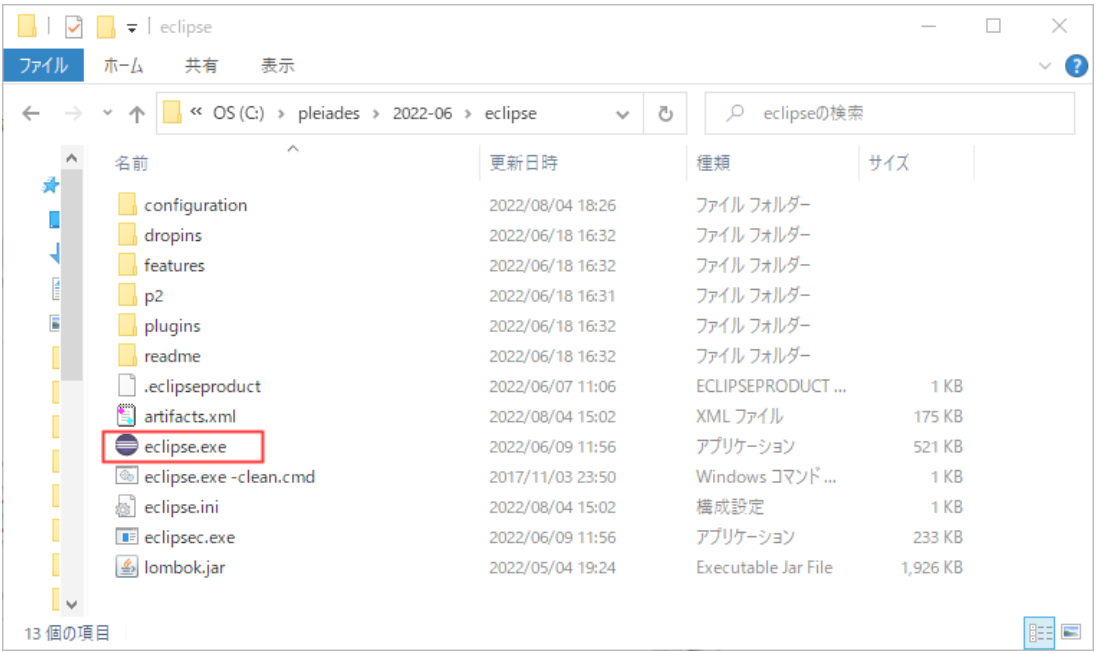 eclipse
ファイル ホーム 共有 表示
« OS (C:) › pleiades › 2022-06 › eclipse eclipseの検索
名前 更新日時 種類 サイズ
configuration 2022/08/04 18:26 ファイル フォルダー
dropins 2022/06/18 16:32 ファイル フォルダー
features 2022/06/18 16:32 ファイル フォルダー
p2 2022/06/18 16:31 ファイル フォルダー
plugins 2022/06/18 16:32 ファイル フォルダー
readme 2022/06/18 16:32 ファイル フォルダー
.eclipseproduct 2022/06/07 11:06 ECLIPSEPRODUCT ... 1 KB
artifacts.xml 2022/08/04 15:02 XML ファイル 175 KB
eclipse.exe 2022/06/09 11:56 アプリケーション 521 KB
eclipse.exe -clean.cmd 2017/11/03 23:50 Windows コマンド ... 1 KB
eclipse.ini 2022/08/04 15:02 構成設定 1 KB
eclipsec.exe 2022/06/09 11:56 アプリケーション 233 KB
lombok.jar 2022/05/04 19:24 Executable Jar File 1,926 KB
13 個の項目